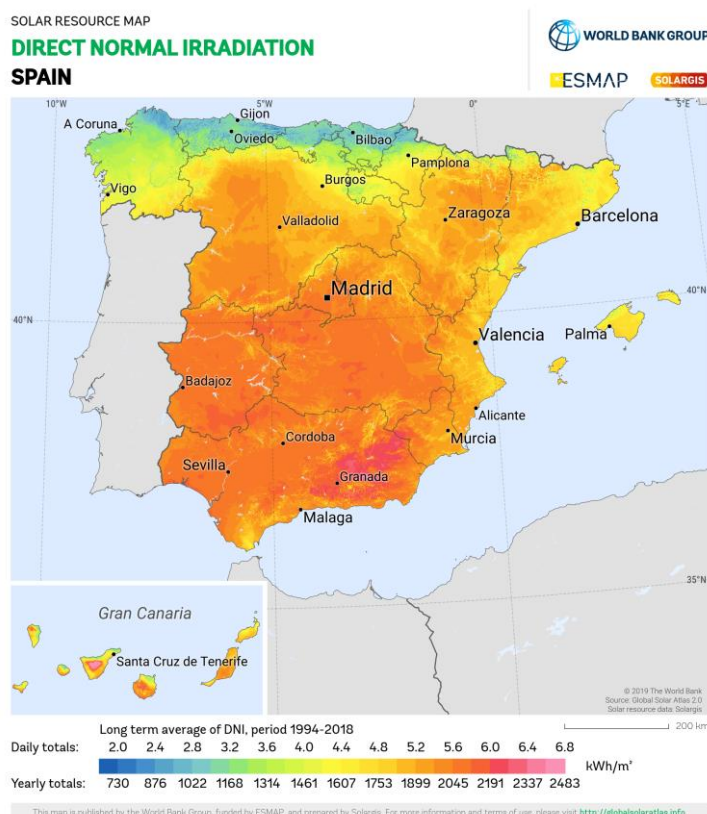 SOLAR RESOURCE MAP
DIRECT NORMAL IRRADIATION
SPAIN
WORLD BANK GROUP
ESMAP
SOLARGIS
10°W
5°W
0°
5°E
A Coruna
Gijon
Oviedo
Bilbao
Pamplona
Vigo
Burgos
Valladolid
Zaragoza
Barcelona
Madrid
40°N
40°N
Valencia
Palma
Badajoz
Alicante
Cordoba
Murcia
Sevilla
Granada
Malaga
35°N
Gran Canaria
Santa Cruz de Tenerife
© 2019 The World Bank
Source: Global Solar Atlas 2.0
Solar resource data: Solargis
200 km
Long term average of DNI, period 1994-2018
Daily totals: 2.0 2.4 2.8 3.2 3.6 4.0 4.4 4.8 5.2 5.6 6.0 6.4 6.8
kWh/m²
Yearly totals: 730 876 1022 1168 1314 1461 1607 1753 1899 2045 2191 2337 2483
This map is published by the World Bank Group, funded by ESMAP, and prepared by Solargis. For more information and terms of use, please visit http://globalsolaratlas.info.